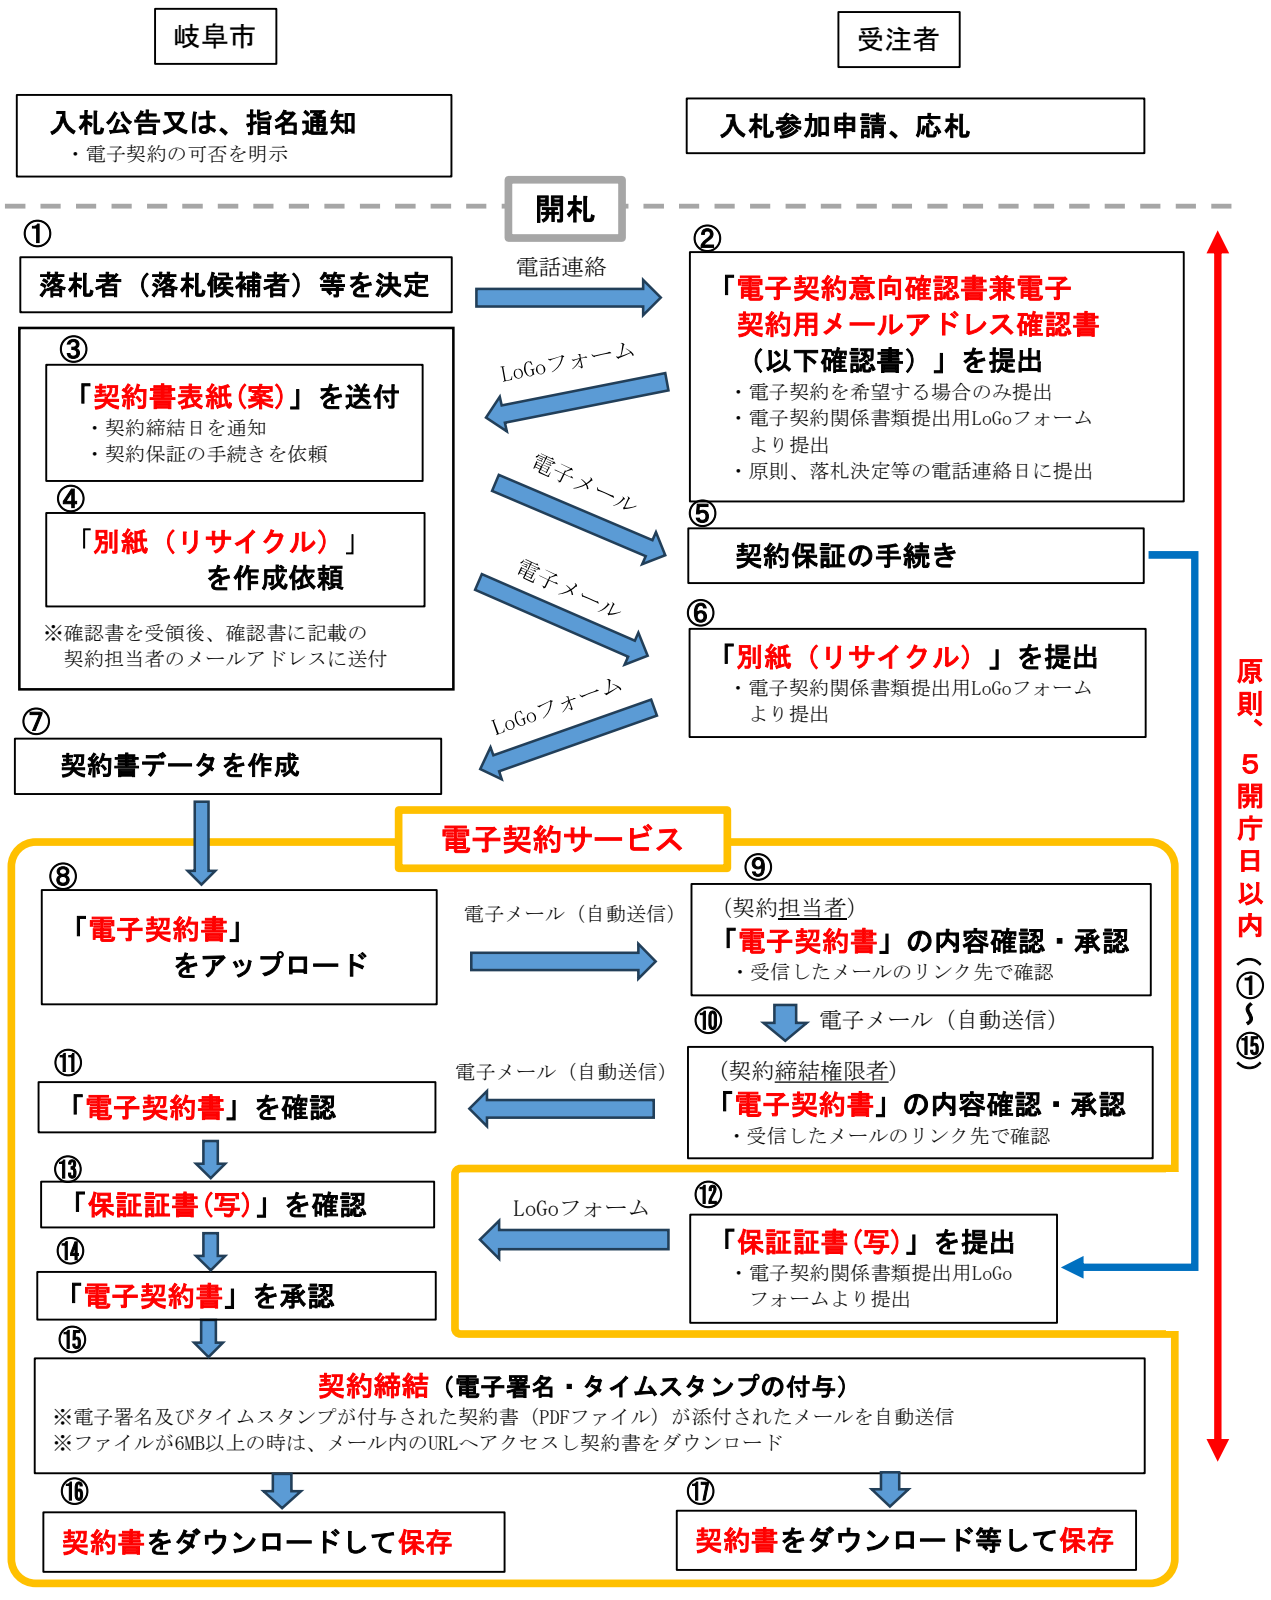 岐阜市
受注者
入札公告又は、指名通知
・電子契約の可否を明示
入札参加申請、応札
開札
①
落札者（落札候補者）等を決定
電話連絡
②
「電子契約意向確認書兼電子
契約用メールアドレス確認書
（以下確認書）」を提出
・電子契約を希望する場合のみ提出
・電子契約関係書類提出用LoGoフォーム
より提出
・原則、落札決定等の電話連絡日に提出
LoGoフォーム
③
「契約書表紙(案)」を送付
・契約締結日を通知
・契約保証の手続きを依頼
電子メール
④
「別紙（リサイクル）」
を作成依頼
※確認書を受領後、確認書に記載の
契約担当者のメールアドレスに送付
⑤
契約保証の手続き
電子メール
⑥
「別紙（リサイクル）」を提出
・電子契約関係書類提出用LoGoフォーム
より提出
LoGoフォーム
⑦
契約書データを作成
原則、５開庁日以内（①～⑮）
電子契約サービス
⑧
「電子契約書」
をアップロード
電子メール（自動送信）
⑨
（契約担当者）
「電子契約書」の内容確認・承認
・受信したメールのリンク先で確認
⑩
電子メール（自動送信）
（契約締結権限者）
「電子契約書」の内容確認・承認
・受信したメールのリンク先で確認
電子メール（自動送信）
⑪
「電子契約書」を確認
⑫
「保証証書(写)」を提出
・電子契約関係書類提出用LoGo
フォームより提出
LoGoフォーム
⑬
「保証証書(写)」を確認
⑭
「電子契約書」を承認
⑮
契約締結（電子署名・タイムスタンプの付与）
※電子署名及びタイムスタンプが付与された契約書（PDFファイル）が添付されたメールを自動送信
※ファイルが6MB以上の時は、メール内のURLへアクセスし契約書をダウンロード
⑯
契約書をダウンロードして保存
⑰
契約書をダウンロード等して保存